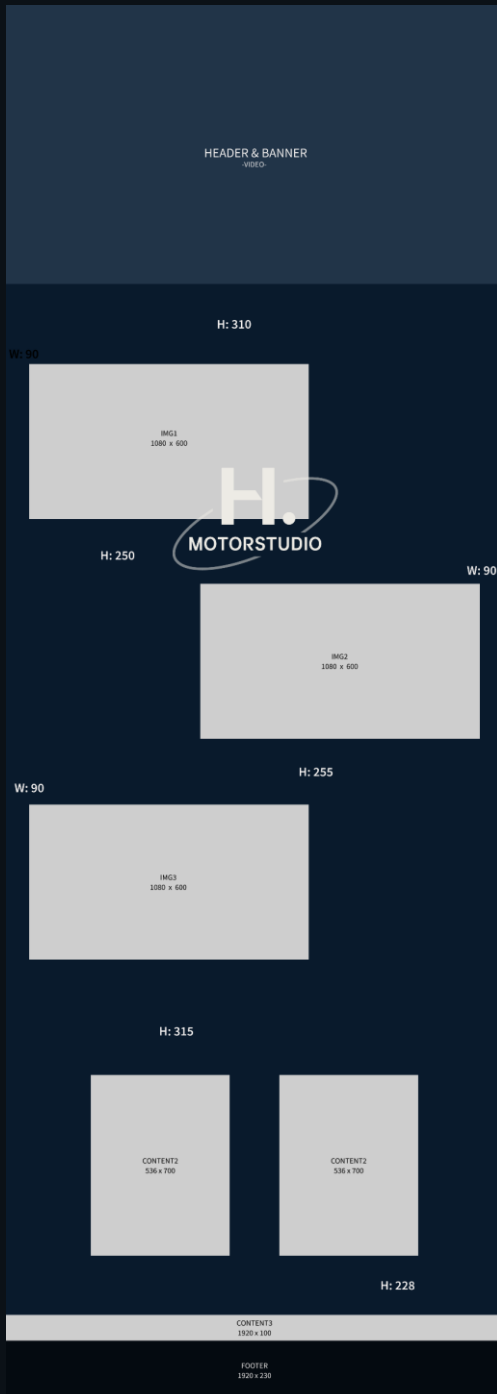 HEADER & BANNER
-VIDEO-
H: 310
W: 90
IMG1
1080 x 600
H.
MOTORSTUDIO
H: 250
W: 90
IMG2
1080 x 600
H: 255
W: 90
IMG3
1080 x 600
H: 315
CONTENT2
536 x 700
CONTENT2
536 x 700
H: 228
CONTENT3
1920 x 100
FOOTER
1920 x 230